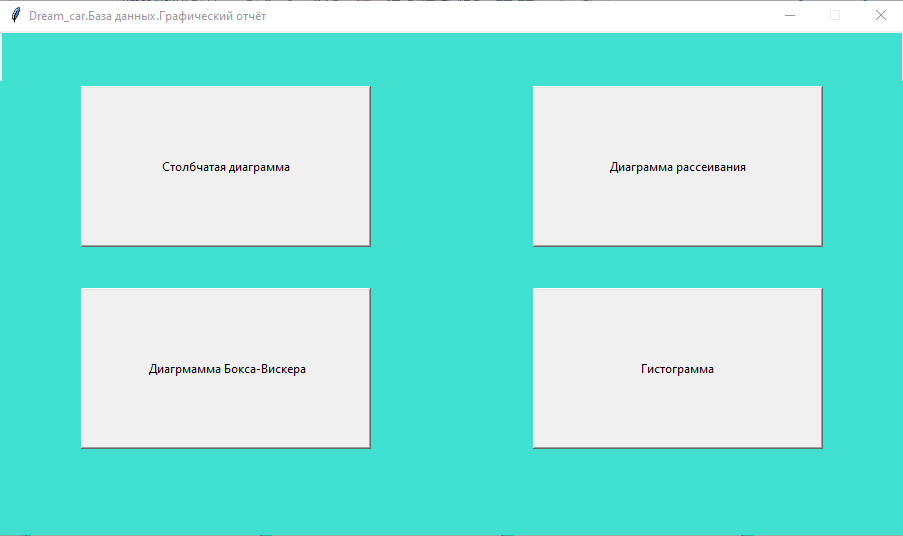 Dream_car.База данных.Графический отчёт
Столбчатая диаграмма
Диаграмма рассеивания
Диагрмамма Бокса-Вискера
Гистограмма